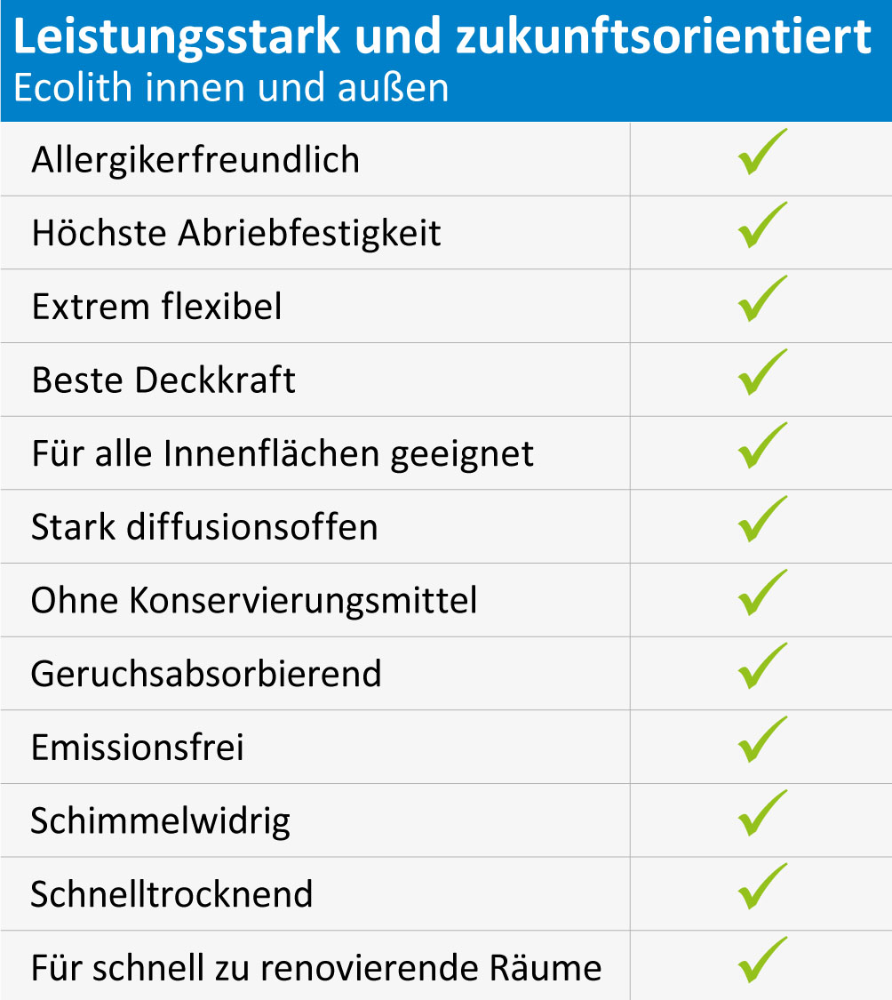 Leistungsstark und zukunftsorientiert
Ecolith innen und außen
Allergikerfreundlich
Höchste Abriebfestigkeit
Extrem flexibel
Beste Deckkraft
Für alle Innenflächen geeignet
Stark diffusionsoffen
Ohne Konservierungsmittel
Geruchsabsorbierend
Emissionsfrei
Schimmelwidrig
Schnelltrocknend
Für schnell zu renovierende Räume